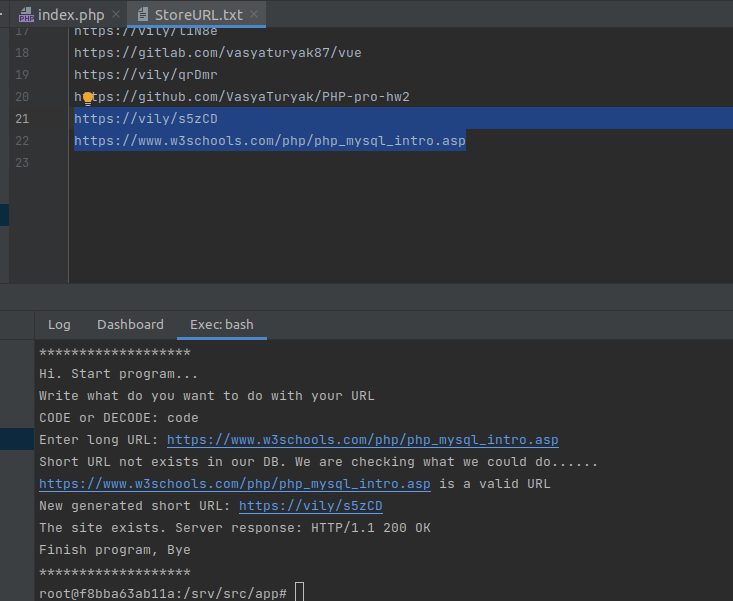 index.php
StoreURL.txt
17 https://vily/
18 https://gitlab.com/vasyaturyak87/vue
19 https://vily/qrDmr
20 https://github.com/VasyaTuryak/PHP-pro-hw2
21 https://vily/s5zCD
22 https://www.w3schools.com/php/php_mysql_intro.asp
23
Log Dashboard Exec: bash
*******************
Hi. Start program...
Write what do you want to do with your URL
CODE or DECODE: code
Enter long URL: https://www.w3schools.com/php/php_mysql_intro.asp
Short URL not exists in our DB. We are checking what we could do......
https://www.w3schools.com/php/php_mysql_intro.asp is a valid URL
New generated short URL: https://vily/s5zCD
The site exists. Server response: HTTP/1.1 200 OK
Finish program, Bye
*******************
root@f8bba63ab11a:/srv/src/app#